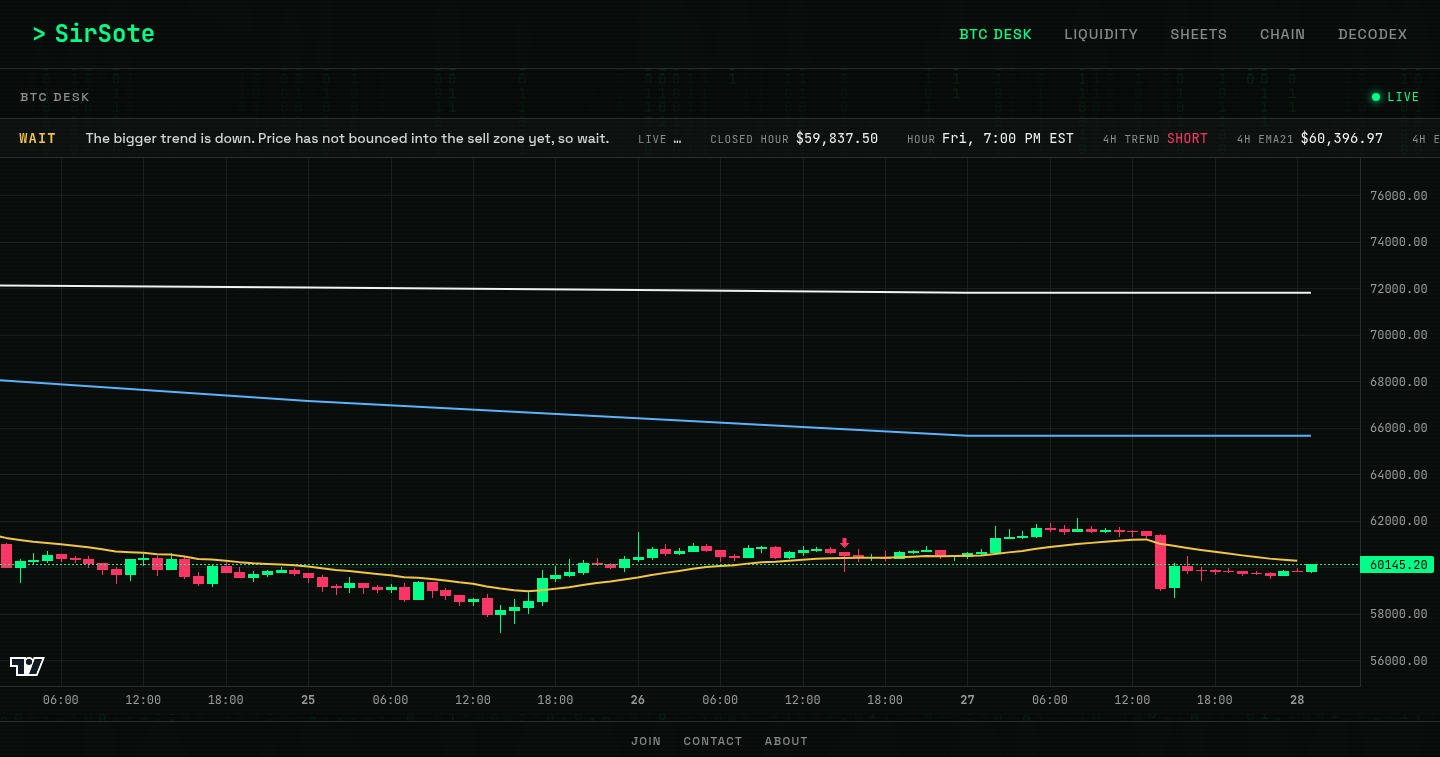 > SirSote
BTC DESK LIQUIDITY SHEETS CHAIN DECODEX
BTC DESK
LIVE
WAIT The bigger trend is down. Price has not bounced into the sell zone yet, so wait. LIVE … CLOSED HOUR $59,837.50 HOUR Fri, 7:00 PM EST 4H TREND SHORT 4H EMA21 $60,396.97 4H E
76000.00
74000.00
72000.00
70000.00
68000.00
66000.00
64000.00
62000.00
60145.20
58000.00
56000.00
06:00 12:00 18:00 25 06:00 12:00 18:00 26 06:00 12:00 18:00 27 06:00 12:00 18:00 28
JOIN CONTACT ABOUT